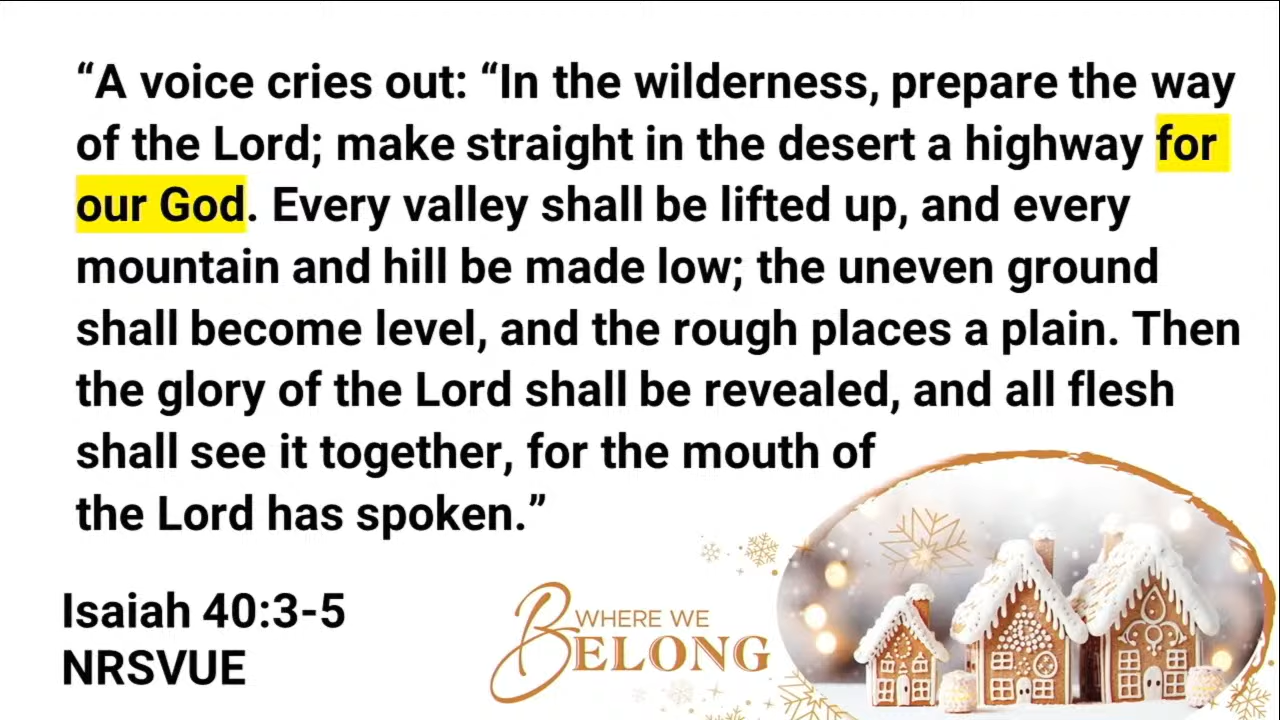 “A voice cries out: “In the wilderness, prepare the way
of the Lord; make straight in the desert a highway for
our God. Every valley shall be lifted up, and every
mountain and hill be made low; the uneven ground
shall become level, and the rough places a plain. Then
the glory of the Lord shall be revealed, and all flesh
shall see it together, for the mouth of
the Lord has spoken.”
Isaiah 40:3-5
NRSVUE
WHERE WE
BELONG